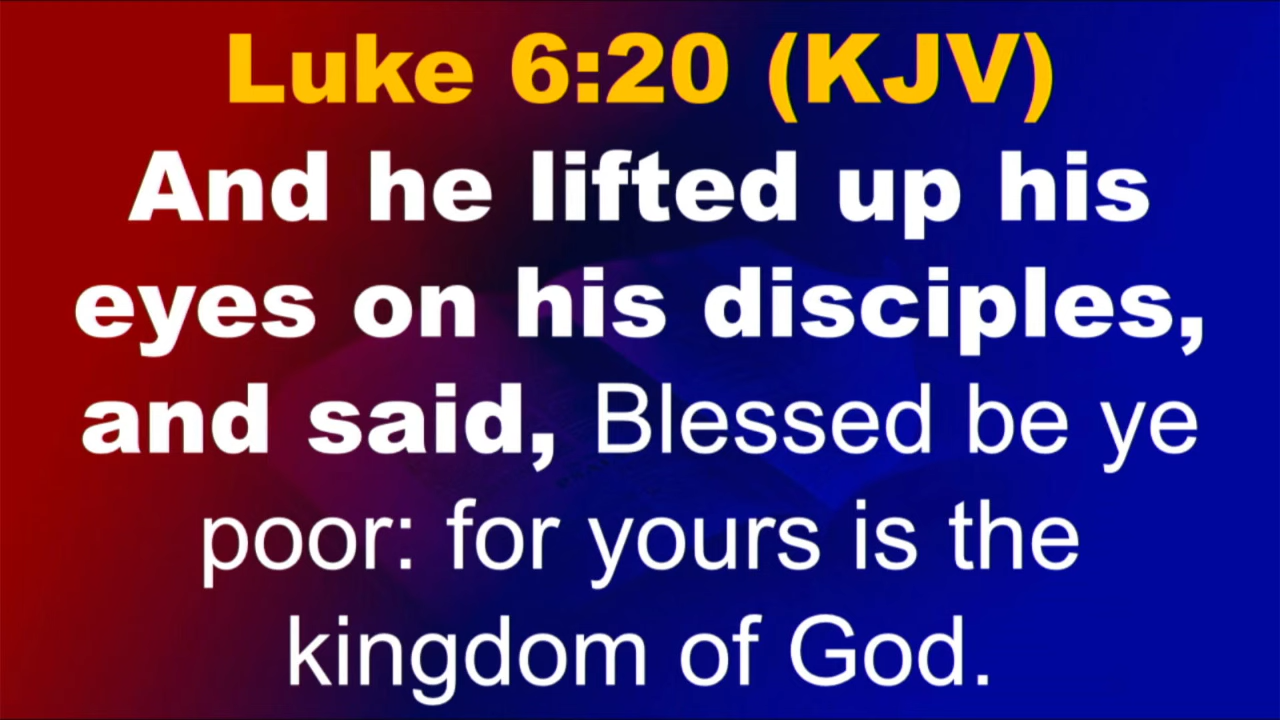 Luke 6:20 (KJV)
And he lifted up his
eyes on his disciples,
and said, Blessed be ye
poor: for yours is the
kingdom of God.